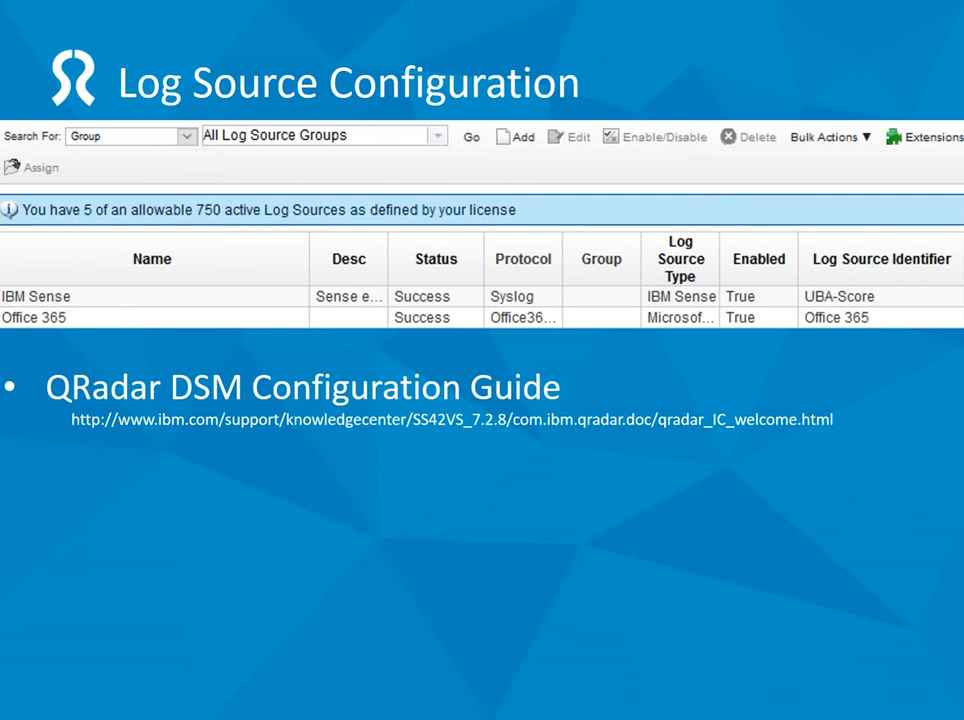 Log Source Configuration
Search For: Group All Log Source Groups Go Add Edit Enable/Disable Delete Bulk Actions ▼ Extensions
Assign
You have 5 of an allowable 750 active Log Sources as defined by your license
Name Desc Status Protocol Group Log Source Type Enabled Log Source Identifier
IBM Sense Sense e... Success Syslog IBM Sense True UBA-Score
Office 365 Success Office36... Microsof... True Office 365
• QRadar DSM Configuration Guide
http://www.ibm.com/support/knowledgecenter/SS42VS_7.2.8/com.ibm.qradar.doc/qradar_IC_welcome.html